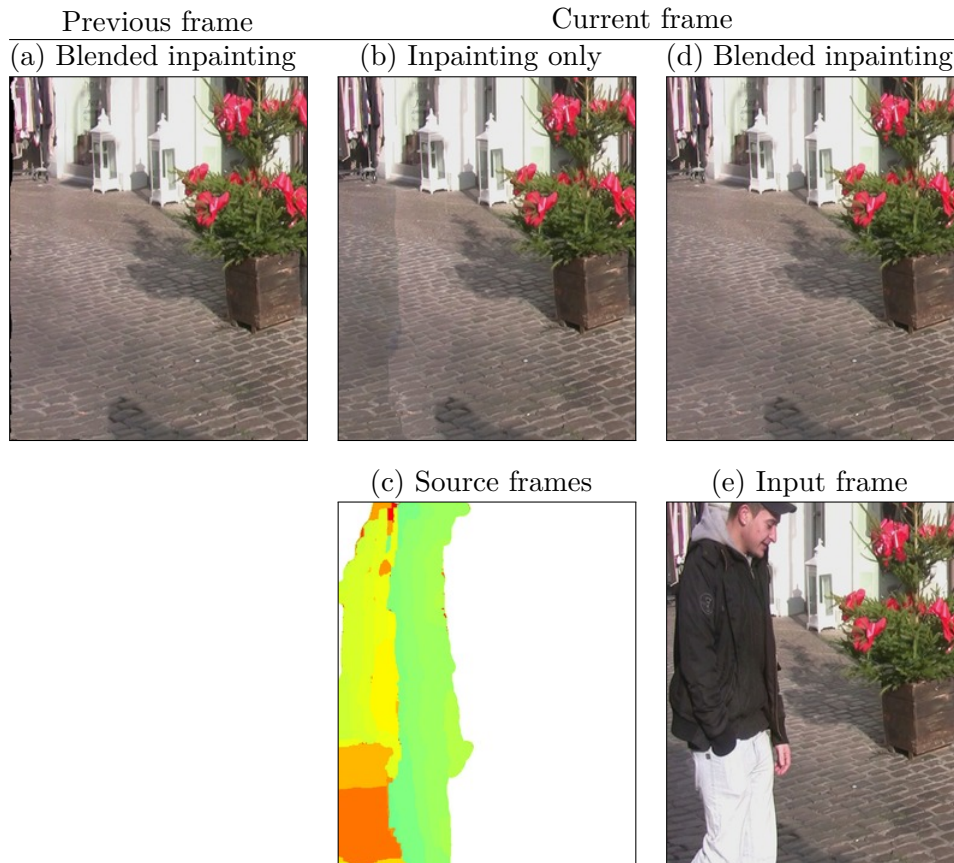 Previous frame
Current frame
(a) Blended inpainting
(b) Inpainting only
(d) Blended inpainting
(c) Source frames
(e) Input frame